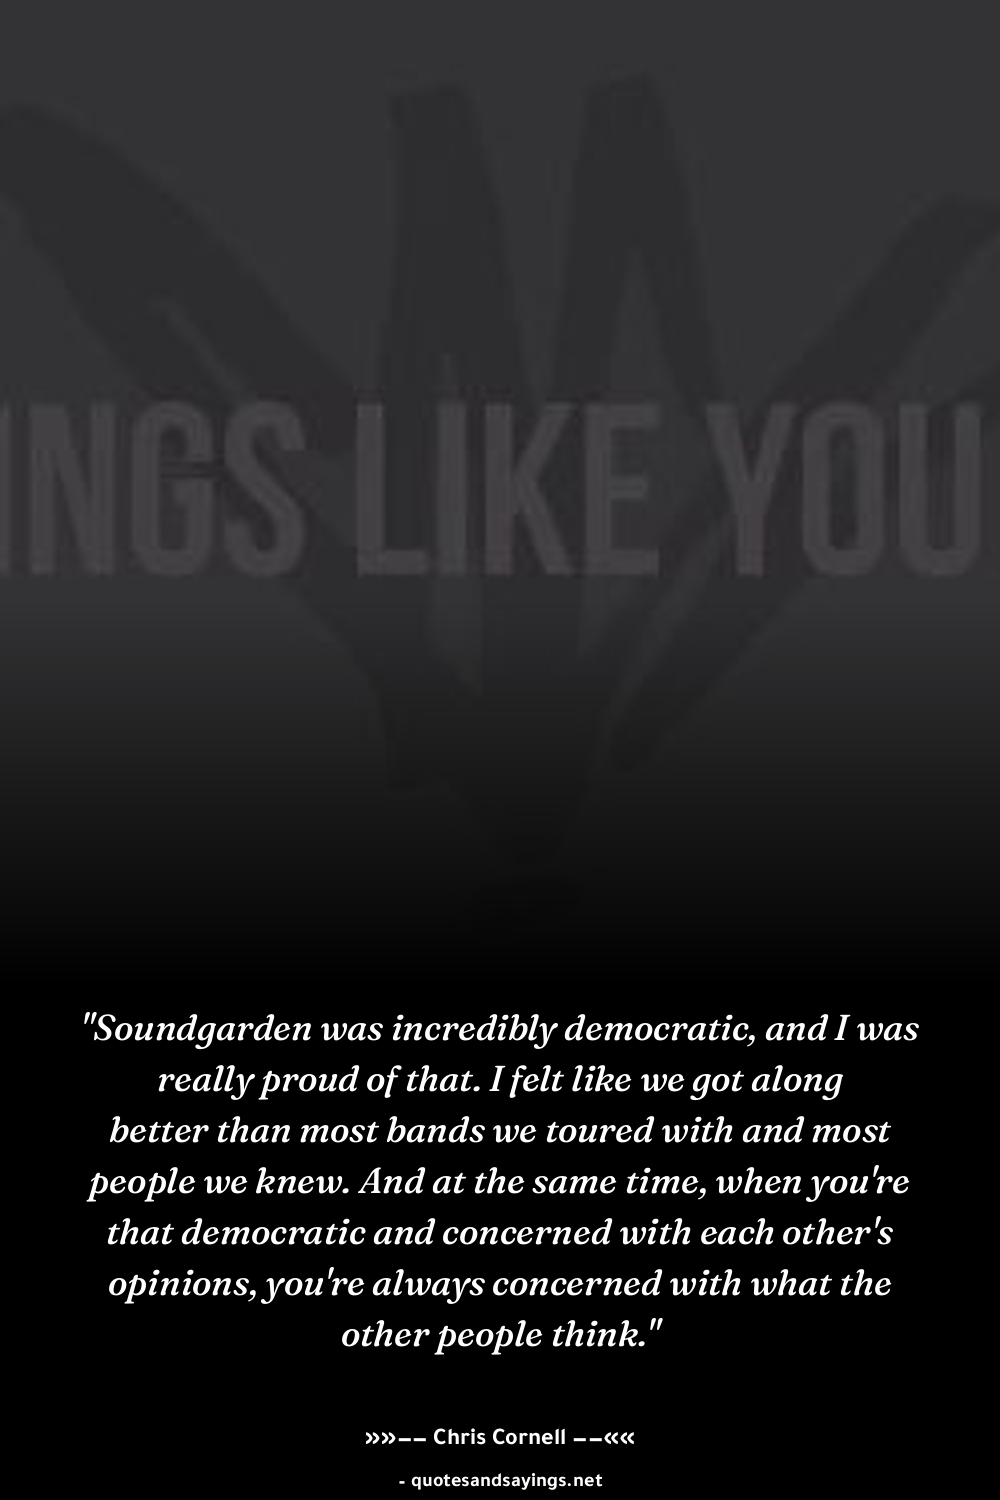 INGS LIKE YOU
"Soundgarden was incredibly democratic, and I was
really proud of that. I felt like we got along
better than most bands we toured with and most
people we knew. And at the same time, when you're
that democratic and concerned with each other's
opinions, you're always concerned with what the
other people think."
»»–– Chris Cornell ––««
- quotesandsayings.net